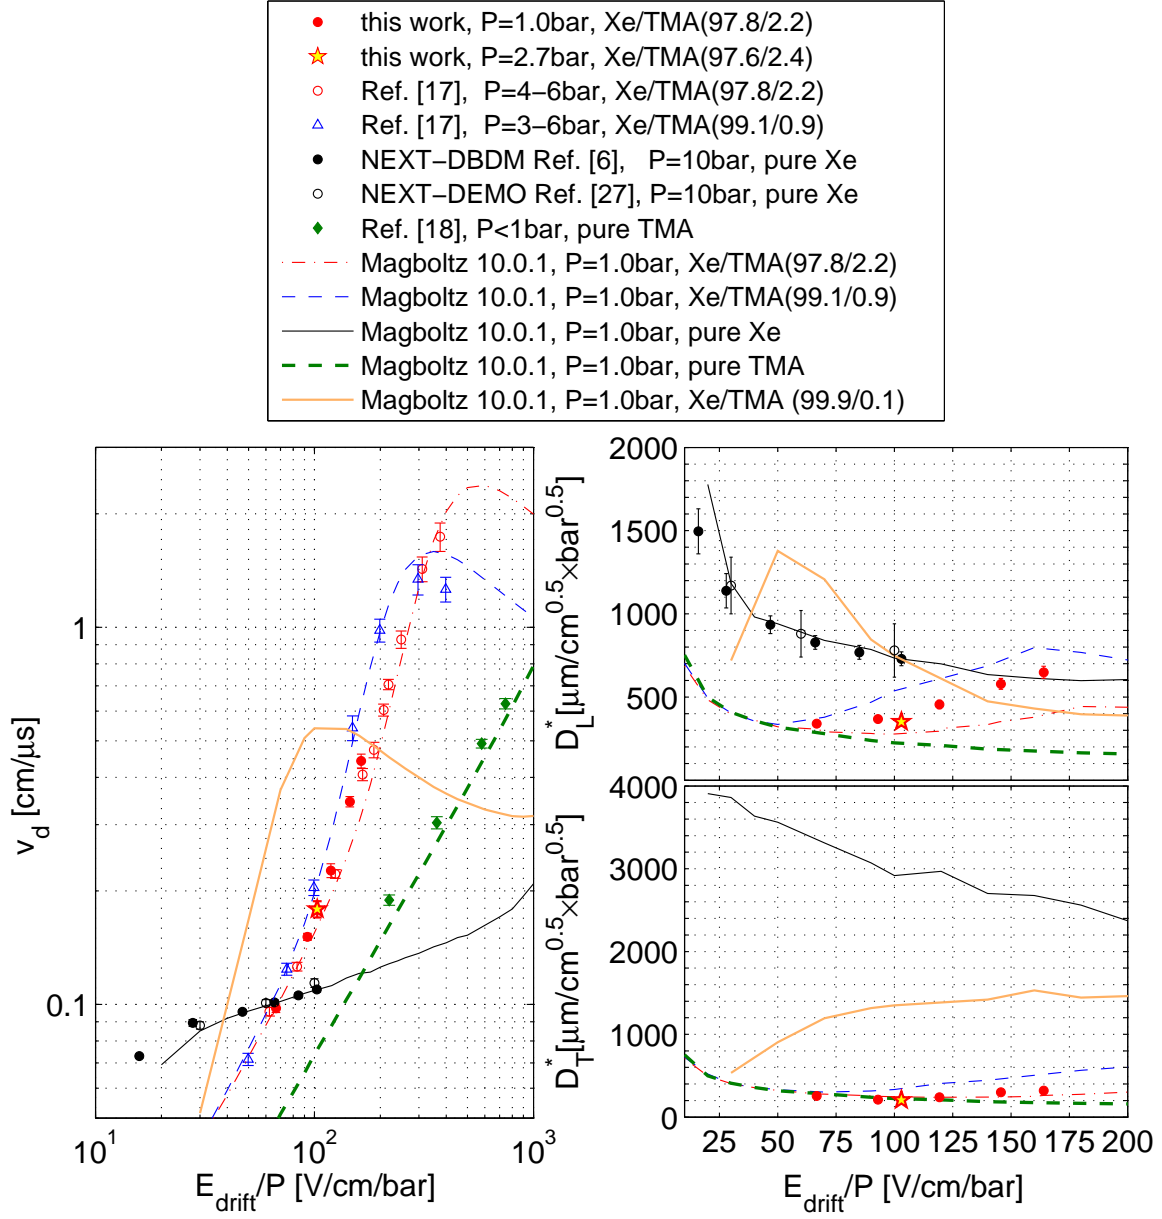 this work, P=1.0bar, Xe/TMA(97.8/2.2)
this work, P=2.7bar, Xe/TMA(97.6/2.4)
Ref. [17], P=4−6bar, Xe/TMA(97.8/2.2)
Ref. [17], P=3−6bar, Xe/TMA(99.1/0.9)
NEXT−DBDM Ref. [6], P=10bar, pure Xe
NEXT−DEMO Ref. [27], P=10bar, pure Xe
Ref. [18], P<1bar, pure TMA
Magboltz 10.0.1, P=1.0bar, Xe/TMA(97.8/2.2)
Magboltz 10.0.1, P=1.0bar, Xe/TMA(99.1/0.9)
Magboltz 10.0.1, P=1.0bar, pure Xe
Magboltz 10.0.1, P=1.0bar, pure TMA
Magboltz 10.0.1, P=1.0bar, Xe/TMA (99.9/0.1)
v_d [cm/μs]
1
0.1
10^1 10^2 10^3
E_drift/P [V/cm/bar]
D_L^* [μm/cm^0.5×bar^0.5]
2000
1500
1000
500
D_T^* [μm/cm^0.5×bar^0.5]
4000
3000
2000
1000
0
25 50 75 100 125 150 175 200
E_drift/P [V/cm/bar]